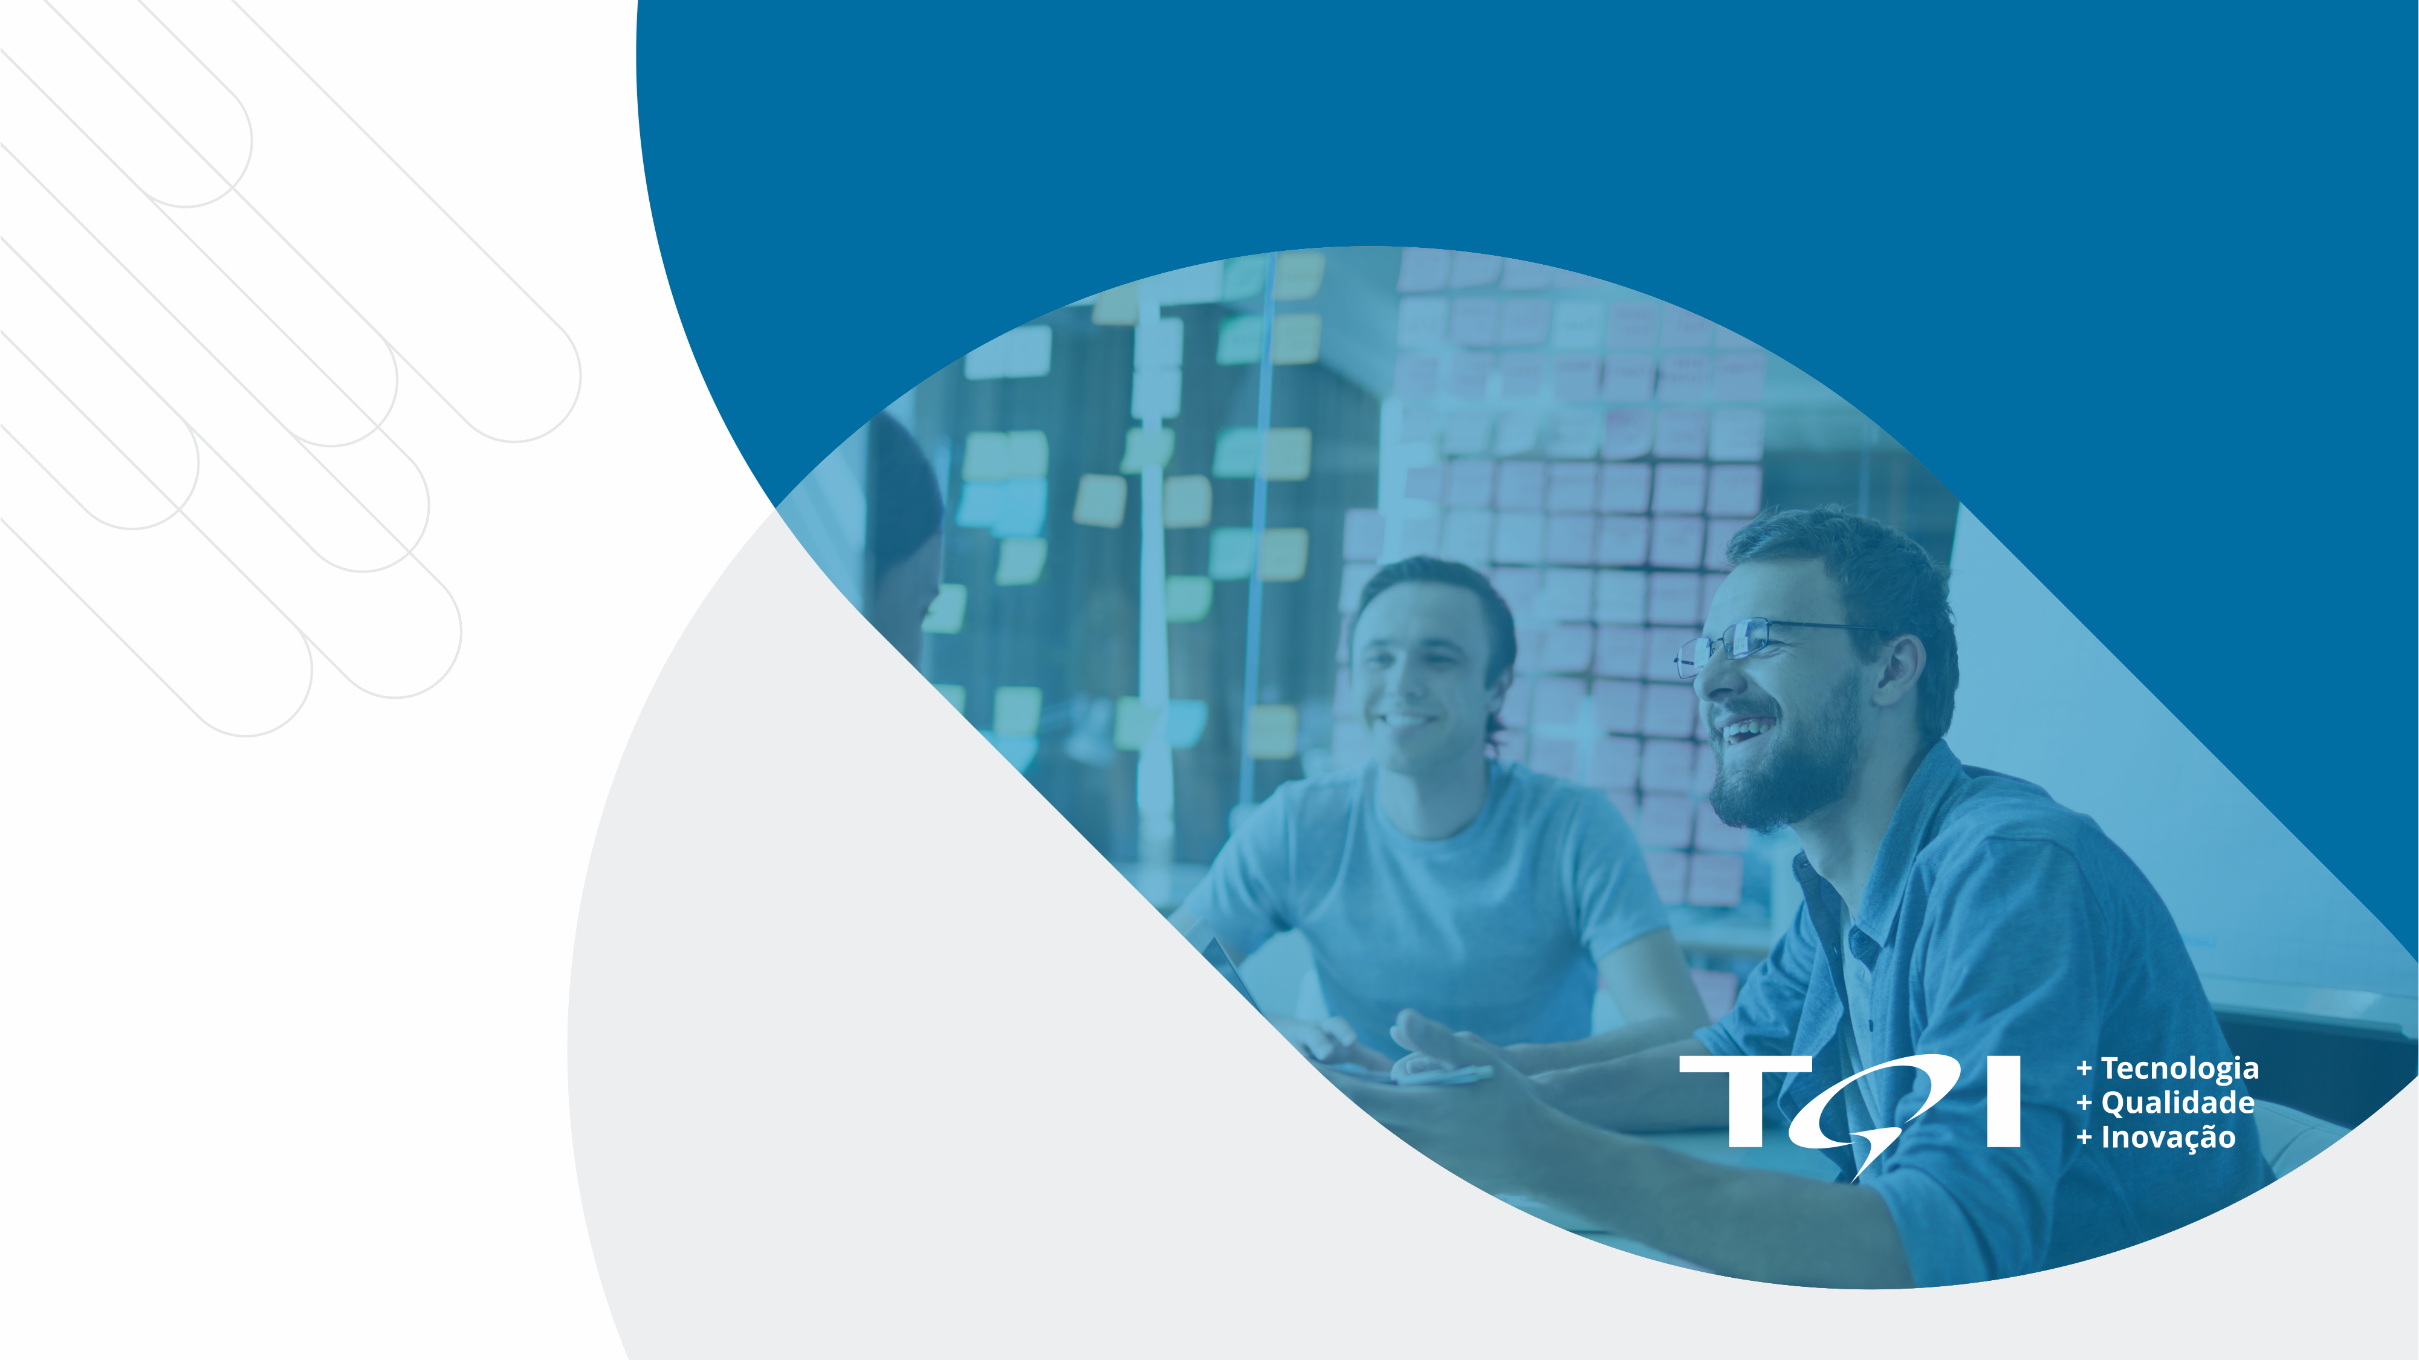 TQI
+ Tecnologia
+ Qualidade
+ Inovação